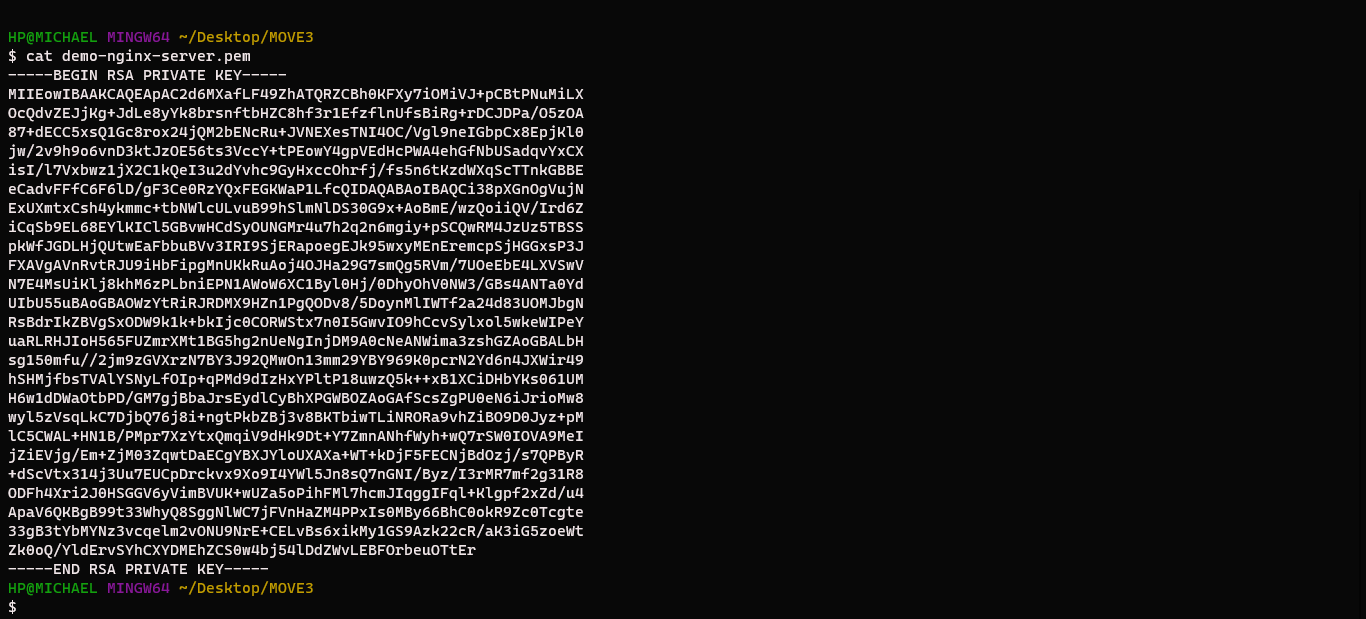 HP@MICHAEL MINGW64 ~/Desktop/MOVE3
$ cat demo-nginx-server.pem
-----BEGIN RSA PRIVATE KEY-----
MIIEowIBAAKCAQEApAC2d6MXafLF49ZhATQRZCBh0KFXy7iOMiVJ+pCBtPNuMiLX
OcQdvZEJjKg+JdLe8yYk8brsnftbHZC8hf3r1EfzflnUfsBiRg+rDCJDPa/O5zOA
87+dECC5xsQ1Gc8rox24jQM2bENcRu+JVNEXesTNI4OC/Vgl9neIGbpCx8EpjKl0
jw/2v9h9o6vnD3ktJzOE56ts3VccY+tPEowY4gpVEdHcPWA4ehGfNbUSadqvYxCX
isI/l7Vxbwz1jX2C1kQeI3u2dYvhc9GyHxccOhrfj/fs5n6tKzdWXqScTTnkGBBE
eCadvFFfC6F6lD/gF3Ce0RzYQxFEGKWaP1LfcQIDAQABAoIBAQCi38pXGnOgVujN
ExUXmtxCsh4ykmmc+tbNWlcULvuB99hSlmNlDS30G9x+AoBmE/wzQoiiQV/Ird6Z
iCqSb9EL68EYlKICl5GBvwHCdSyOUNGMr4u7h2q2n6mgiy+pSCQwRM4JzUz5TBSS
pkWfJGDLHjQUtwEaFbbuBVv3IRI9SjERapoegEJk95wxyMEnEremcpSjHGGxsP3J
FXAVgAVnRvtRJU9iHbFipgMnUKkRuAoj4OJHa29G7smQg5RVm/7UOeEbE4LXVSwV
N7E4MsUiKlj8khM6zPLbniEPN1AWoW6XC1Byl0Hj/0DhyOhV0NW3/GBs4ANTa0Yd
UIbU55uBAoGBAOWzYtRiRJRDMX9HZn1PgQODv8/5DoynMlIWTf2a24d83UOMJbgN
RsBdrIkZBVgSxODW9k1k+bkIjc0CORWStx7n0I5GwvIO9hCcvSylxol5wkeWIPeY
uaRLRHJIoH565FUZmrXMt1BG5hg2nUeNgInjDM9A0cNeANWima3zshGZAoGBALbH
sg150mfu//2jm9zGVXrzN7BY3J92QMwOn13mm29YBY969K0pcrN2Yd6n4JXWir49
hSHMjfbsTVAlYSNyLfOIp+qPMd9dIzHxYPltP18uwzQ5k++xB1XCiDHbYKs061UM
H6w1dDWaOtbPD/GM7gjBbaJrsEydlCyBhXPGWBOZAoGAfScsZgPU0eN6iJrioMw8
wyl5zVsqLkC7DjbQ76j8i+ngtPkbZBj3v8BKTbiwTLiNRORa9vhZiBO9D0Jyz+pM
lC5CWAL+HN1B/PMpr7XzYtxQmqiV9dHk9Dt+Y7ZmnANhfWyh+wQ7rSW0IOVA9MeI
jZiEVjg/Em+ZjM03ZqwtDaECgYBXJYloUXAXa+WT+kDjF5FECNjBdOzj/s7QPByR
+dScVtx314j3Uu7EUCpDrckvx9Xo9I4YWl5Jn8sQ7nGNI/Byz/I3rMR7mf2g31R8
ODFh4Xri2J0HSGGV6yVimBVUK+wUZa5oPihFMl7hcmJIqggIFql+Klgpf2xZd/u4
ApaV6QKBgB99t33WhyQ8SggNlWC7jFVnHaZM4PPxIs0MBy66BhC0okR9Zc0Tcgte
33gB3tYbMYNz3vcqelm2vONU9NrE+CELvBs6xikMy1GS9Azk22cR/aK3iG5zoeWt
Zk0oQ/YldErvSYhCXYDMEhZCS0w4bj54lDdZWvLEBFOrbeuOTtEr
-----END RSA PRIVATE KEY-----
HP@MICHAEL MINGW64 ~/Desktop/MOVE3
$